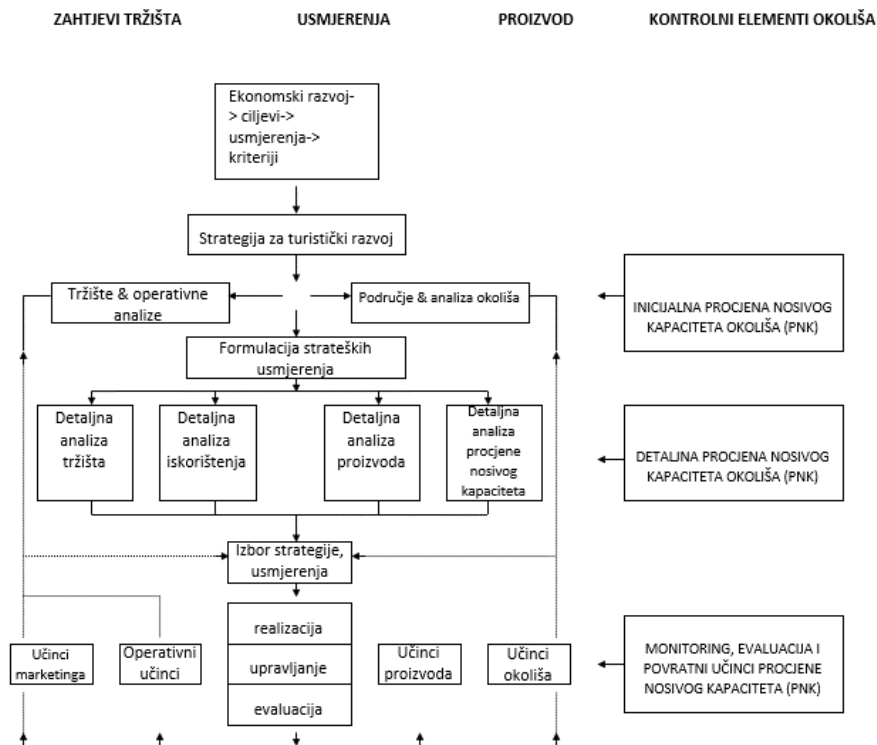 ZAHTJEVI TRŽIŠTA
USMJERENJA
PROIZVOD
KONTROLNI ELEMENTI OKOLIŠA
Ekonomski razvoj-
> ciljevi->
usmjerenja->
kriteriji
Strategija za turistički razvoj
Tržište & operativne
analize
Područje & analiza okoliša
INICIJALNA PROCJENA NOSIVOG
KAPACITETA OKOLIŠA (PNK)
Formulacija strateških
usmjerenja
Detaljna
analiza
tržišta
Detaljna
analiza
iskorištenja
Detaljna
analiza
proizvoda
Detaljna
analiza
procjene
nosivog
kapaciteta
DETALJNA PROCJENA NOSIVOG
KAPACITETA OKOLIŠA (PNK)
Izbor strategije,
usmjerenja
realizacija
upravljanje
evaluacija
Učinci
marketinga
Operativni
učinci
Učinci
proizvoda
Učinci
okoliša
MONITORING, EVALUACIJA I
POVRATNI UČINCI PROCJENE
NOSIVOG KAPACITETA (PNK)